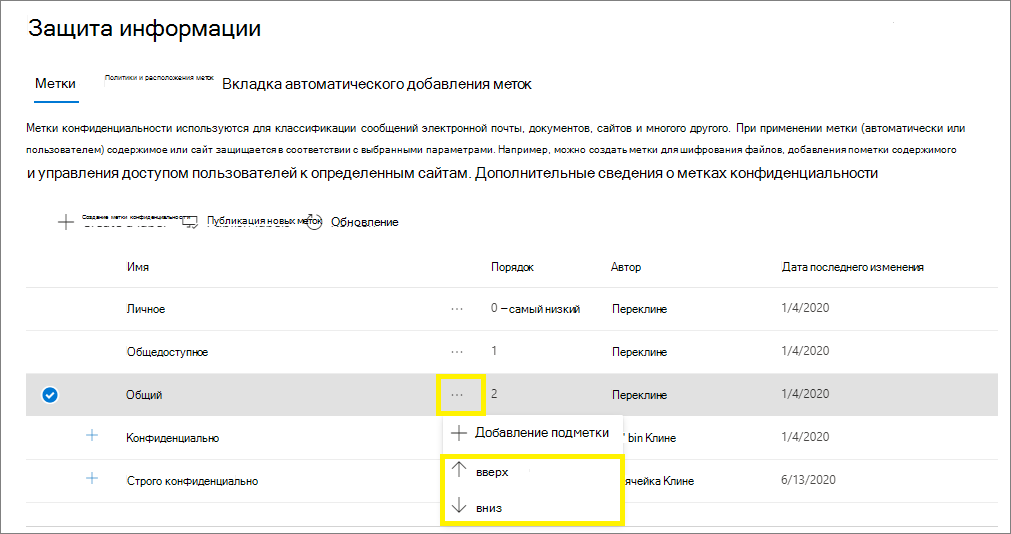 Защита информации
Метки Политики и расположения меток Вкладка автоматического добавления меток
Метки конфиденциальности используются для классификации сообщений электронной почты, документов, сайтов и многого другого. При применении метки (автоматически или
пользователем) содержимое или сайт защищается в соответствии с выбранными параметрами. Например, можно создать метки для шифрования файлов, добавления пометки содержимого
и управления доступом пользователей к определенным сайтам. Дополнительные сведения о метках конфиденциальности
Создание метки конфиденциальности Публикация новых меток Обновление
Имя Порядок Автор Дата последнего изменения
Личное ... 0 – самый низкий Переклине 1/4/2020
Общедоступное ... 1 Переклине 1/4/2020
Общий ... 2 Переклине 1/4/2020
Добавление подметки
Конфиденциально bin Клине 1/4/2020
вверх
Строго конфиденциально ячейка Клине 6/13/2020
вниз